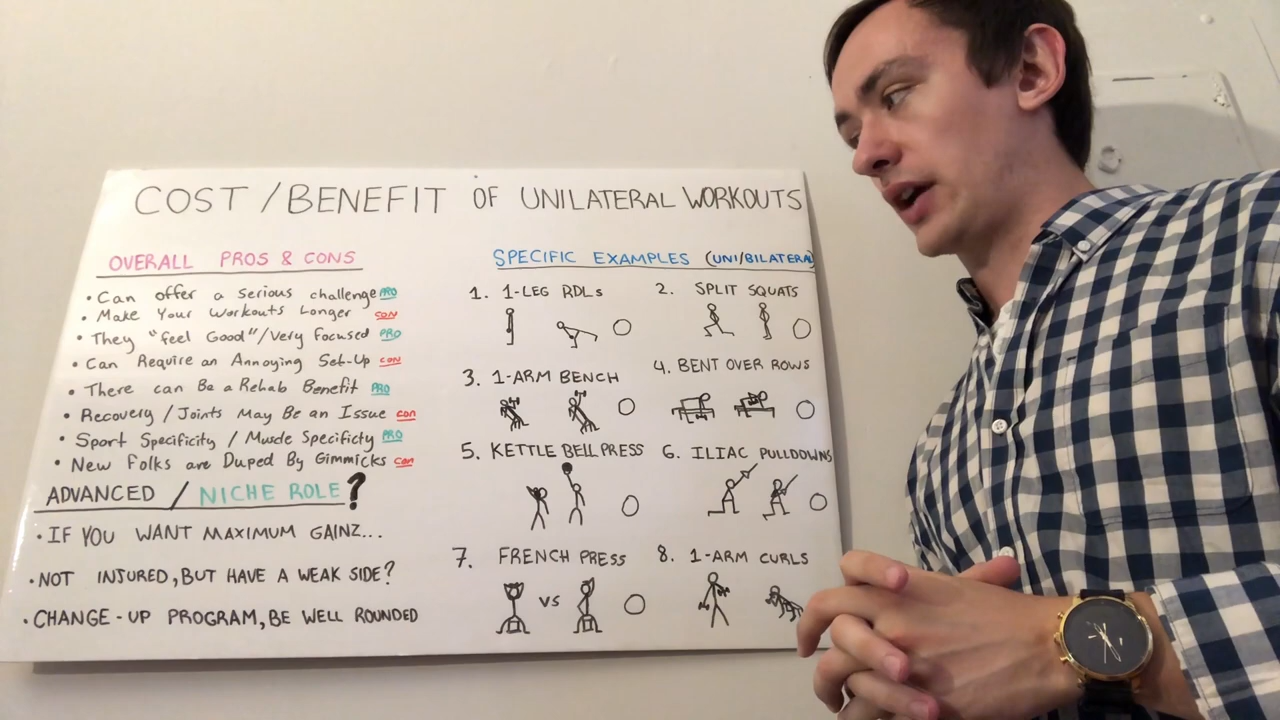 COST / BENEFIT OF UNILATERAL WORKOUTS
OVERALL PROS & CONS
• Can offer a serious challenge PRO
• Make Your Workouts Longer CON
• They "feel Good"/Very focused PRO
• Can Require an Annoying Set-Up CON
• There can Be a Rehab Benefit PRO
• Recovery / Joints May Be an Issue CON
• Sport Specificity / Muscle Specificty PRO
• New Folks are Duped By Gimmicks CON
ADVANCED / NICHE ROLE?
• IF YOU WANT MAXIMUM GAINZ...
• NOT INJURED, BUT HAVE A WEAK SIDE?
• CHANGE-UP PROGRAM, BE WELL ROUNDED
SPECIFIC EXAMPLES (UNI/BILATERAL)
1. 1-LEG RDLs
2. SPLIT SQUATS
3. 1-ARM BENCH
4. BENT OVER ROWS
5. KETTLE BELL PRESS
6. ILIAC PULLDOWNS
7. FRENCH PRESS
VS
8. 1-ARM CURLS